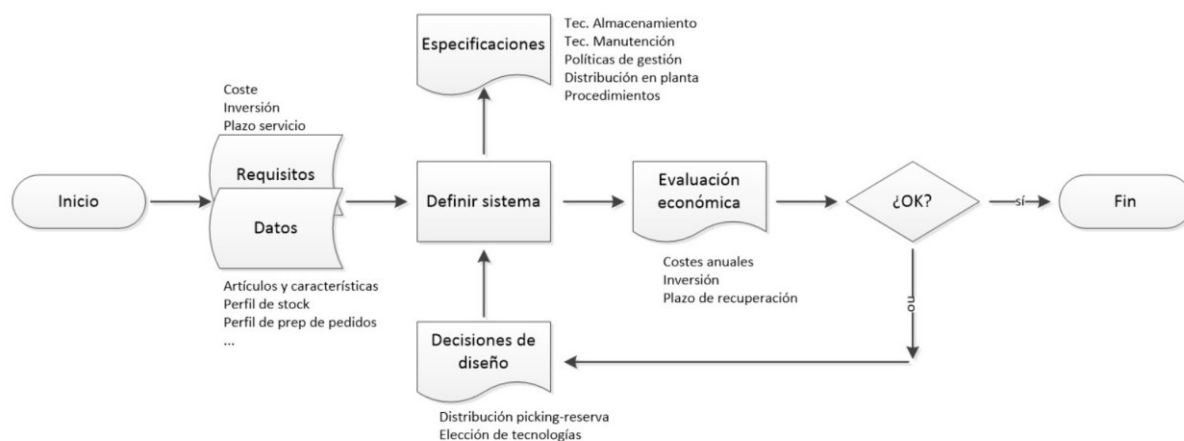 Especificaciones
Tec. Almacenamiento
Tec. Manutención
Políticas de gestión
Distribución en planta
Procedimientos
Coste
Inversión
Plazo servicio
Inicio
Requisitos
Datos
Artículos y características
Perfil de stock
Perfil de prep de pedidos
...
Definir sistema
Evaluación
económica
Costes anuales
Inversión
Plazo de recuperación
¿OK?
sí
Fin
no
Decisiones de
diseño
Distribución picking-reserva
Elección de tecnologías